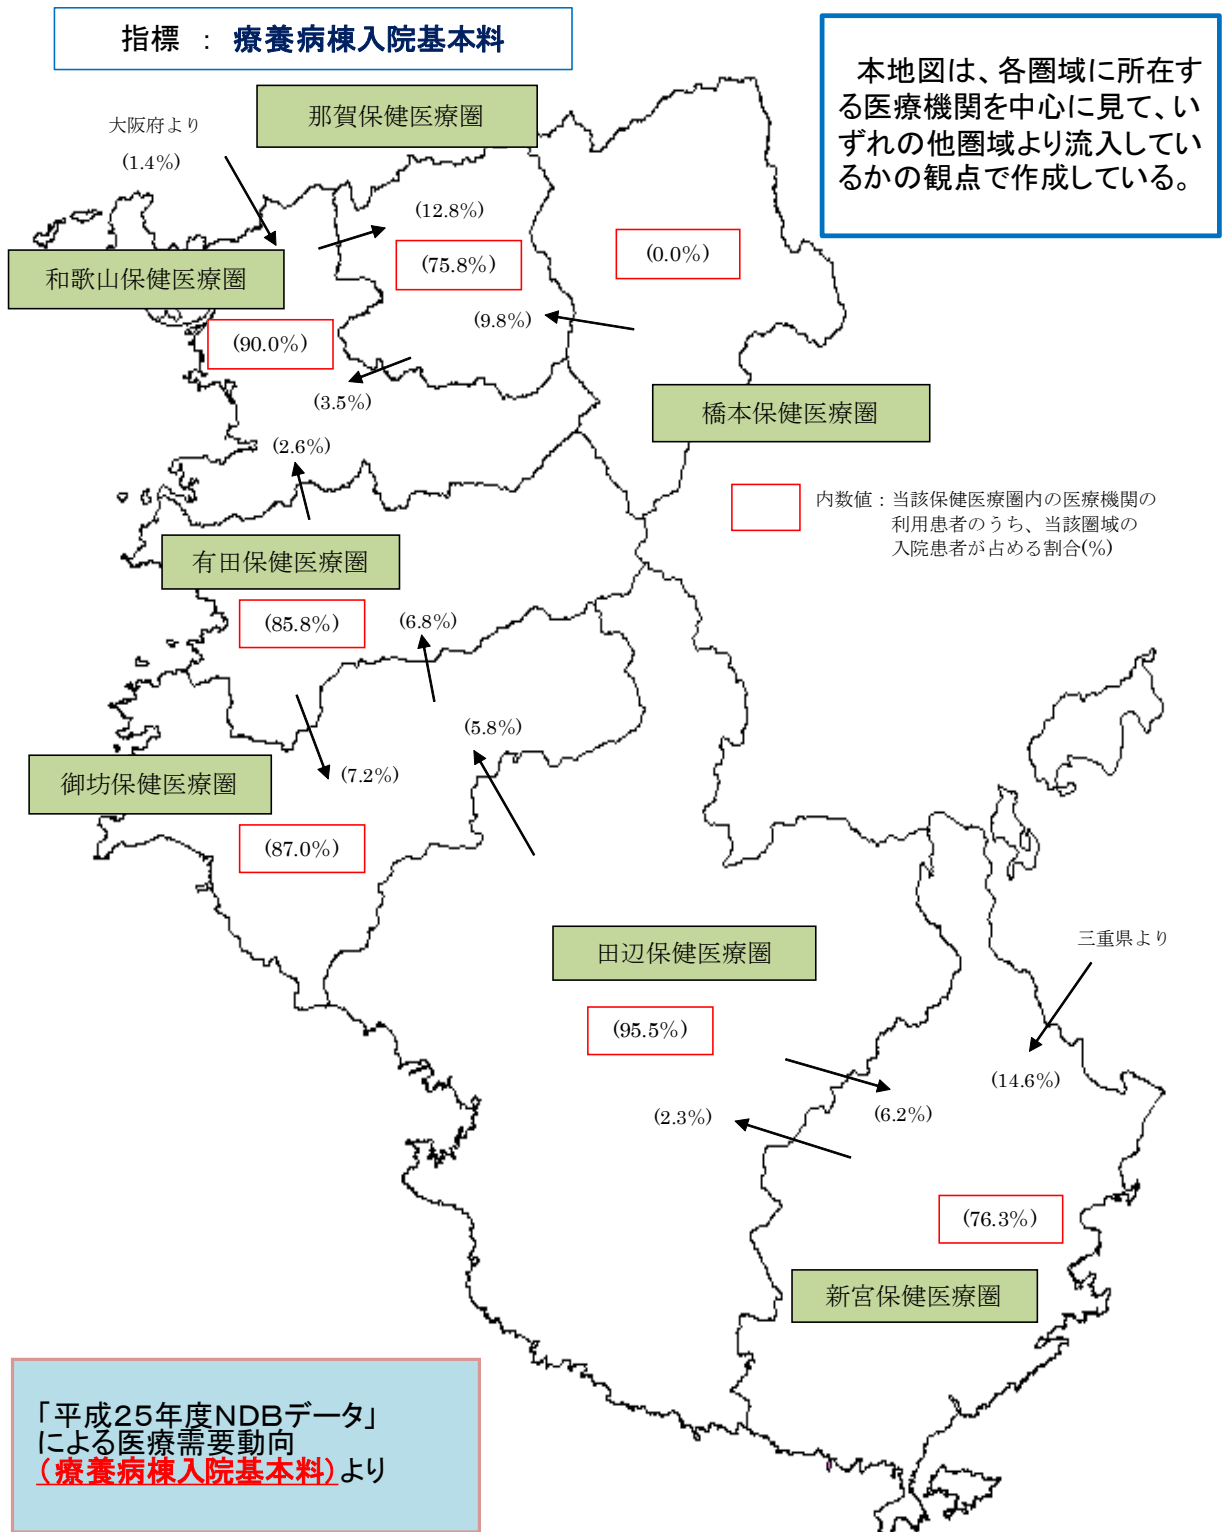 指標 ： 療養病棟入院基本料
本地図は、各圏域に所在す
る医療機関を中心に見て、い
ずれの他圏域より流入してい
るかの観点で作成している。
那賀保健医療圏
大阪府より
(1.4%)
(12.8%)
(75.8%)
(0.0%)
和歌山保健医療圏
(9.8%)
(90.0%)
(3.5%)
橋本保健医療圏
(2.6%)
内数値：当該保健医療圏内の医療機関の
利用患者のうち、当該圏域の
入院患者が占める割合(%)
有田保健医療圏
(85.8%)
(6.8%)
(5.8%)
御坊保健医療圏
(7.2%)
(87.0%)
田辺保健医療圏
三重県より
(95.5%)
(14.6%)
(2.3%)
(6.2%)
(76.3%)
新宮保健医療圏
「平成25年度NDBデータ」
による医療需要動向
(療養病棟入院基本料)より